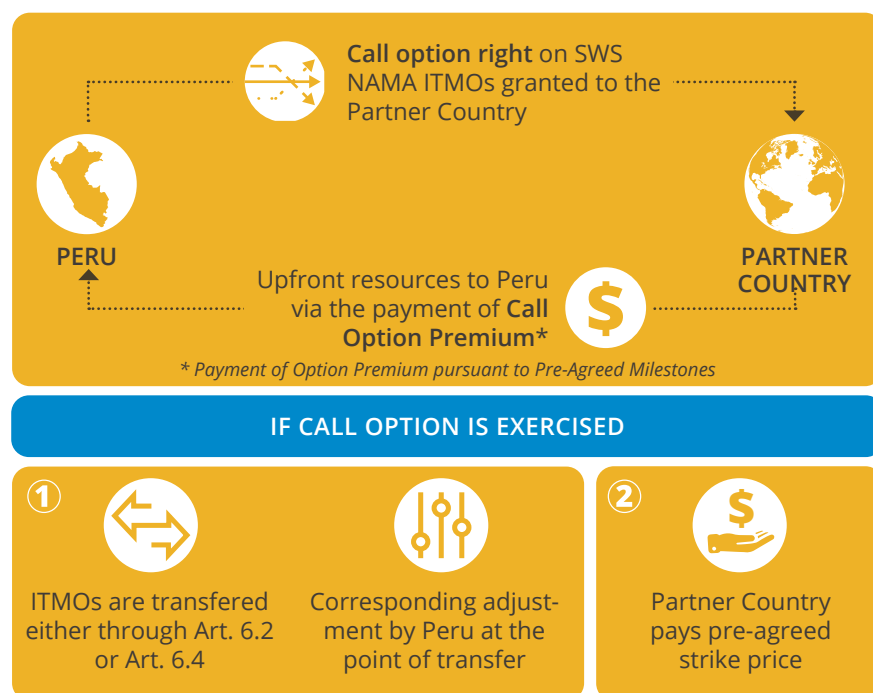 Call option right on SWS
NAMA ITMOs granted to the
Partner Country
PERU
PARTNER
COUNTRY
Upfront resources to Peru
via the payment of Call
Option Premium*
$
* Payment of Option Premium pursuant to Pre-Agreed Milestones
IF CALL OPTION IS EXERCISED
1
ITMOs are transfered
either through Art. 6.2
or Art. 6.4
Corresponding adjust-
ment by Peru at the
point of transfer
2
$
Partner Country
pays pre-agreed
strike price